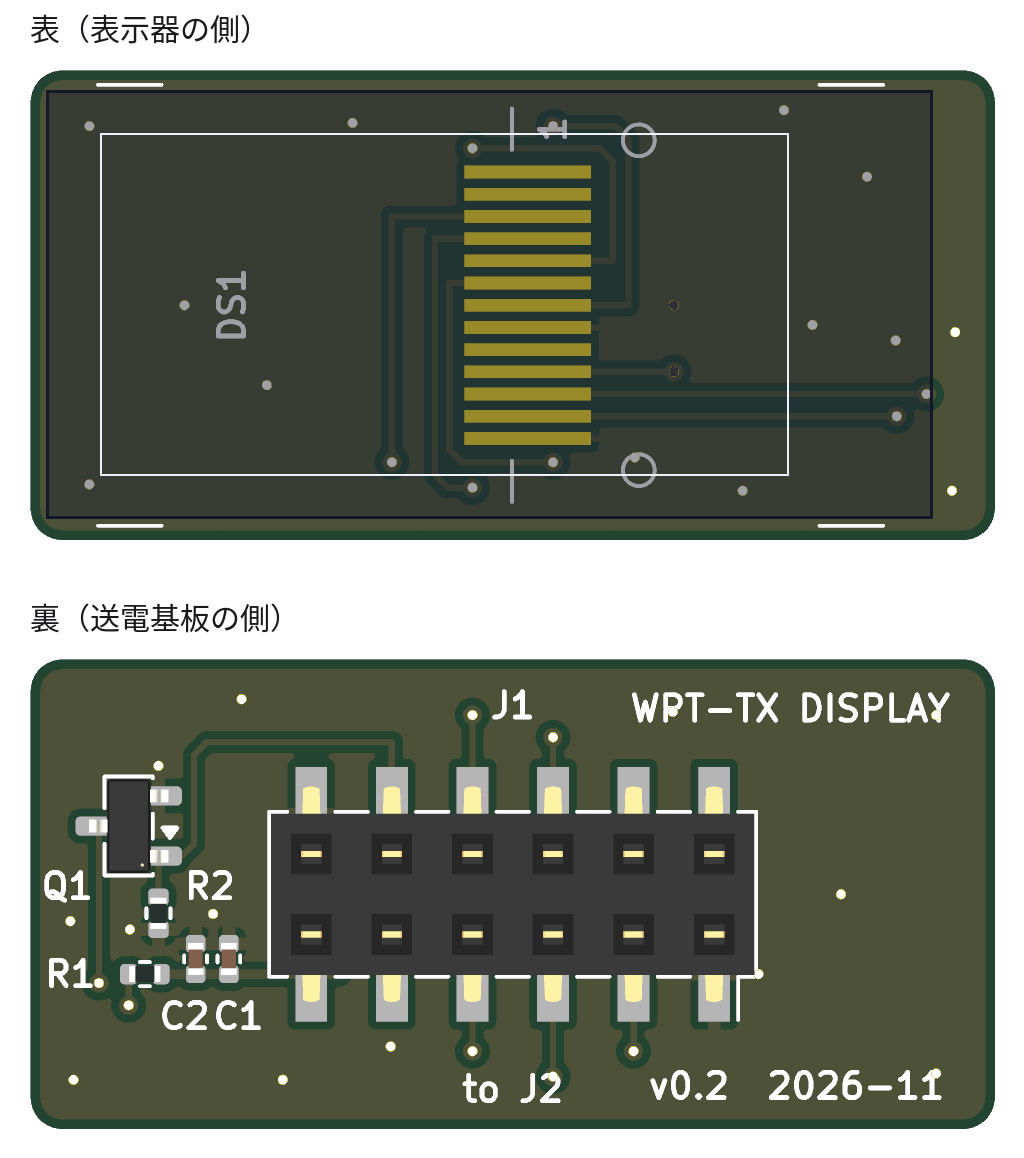 表（表示器の側）
1
DS1
裏（送電基板の側）
J1
WPT-TX DISPLAY
Q1
R2
R1
C2
C1
to J2
v0.2 2026-11